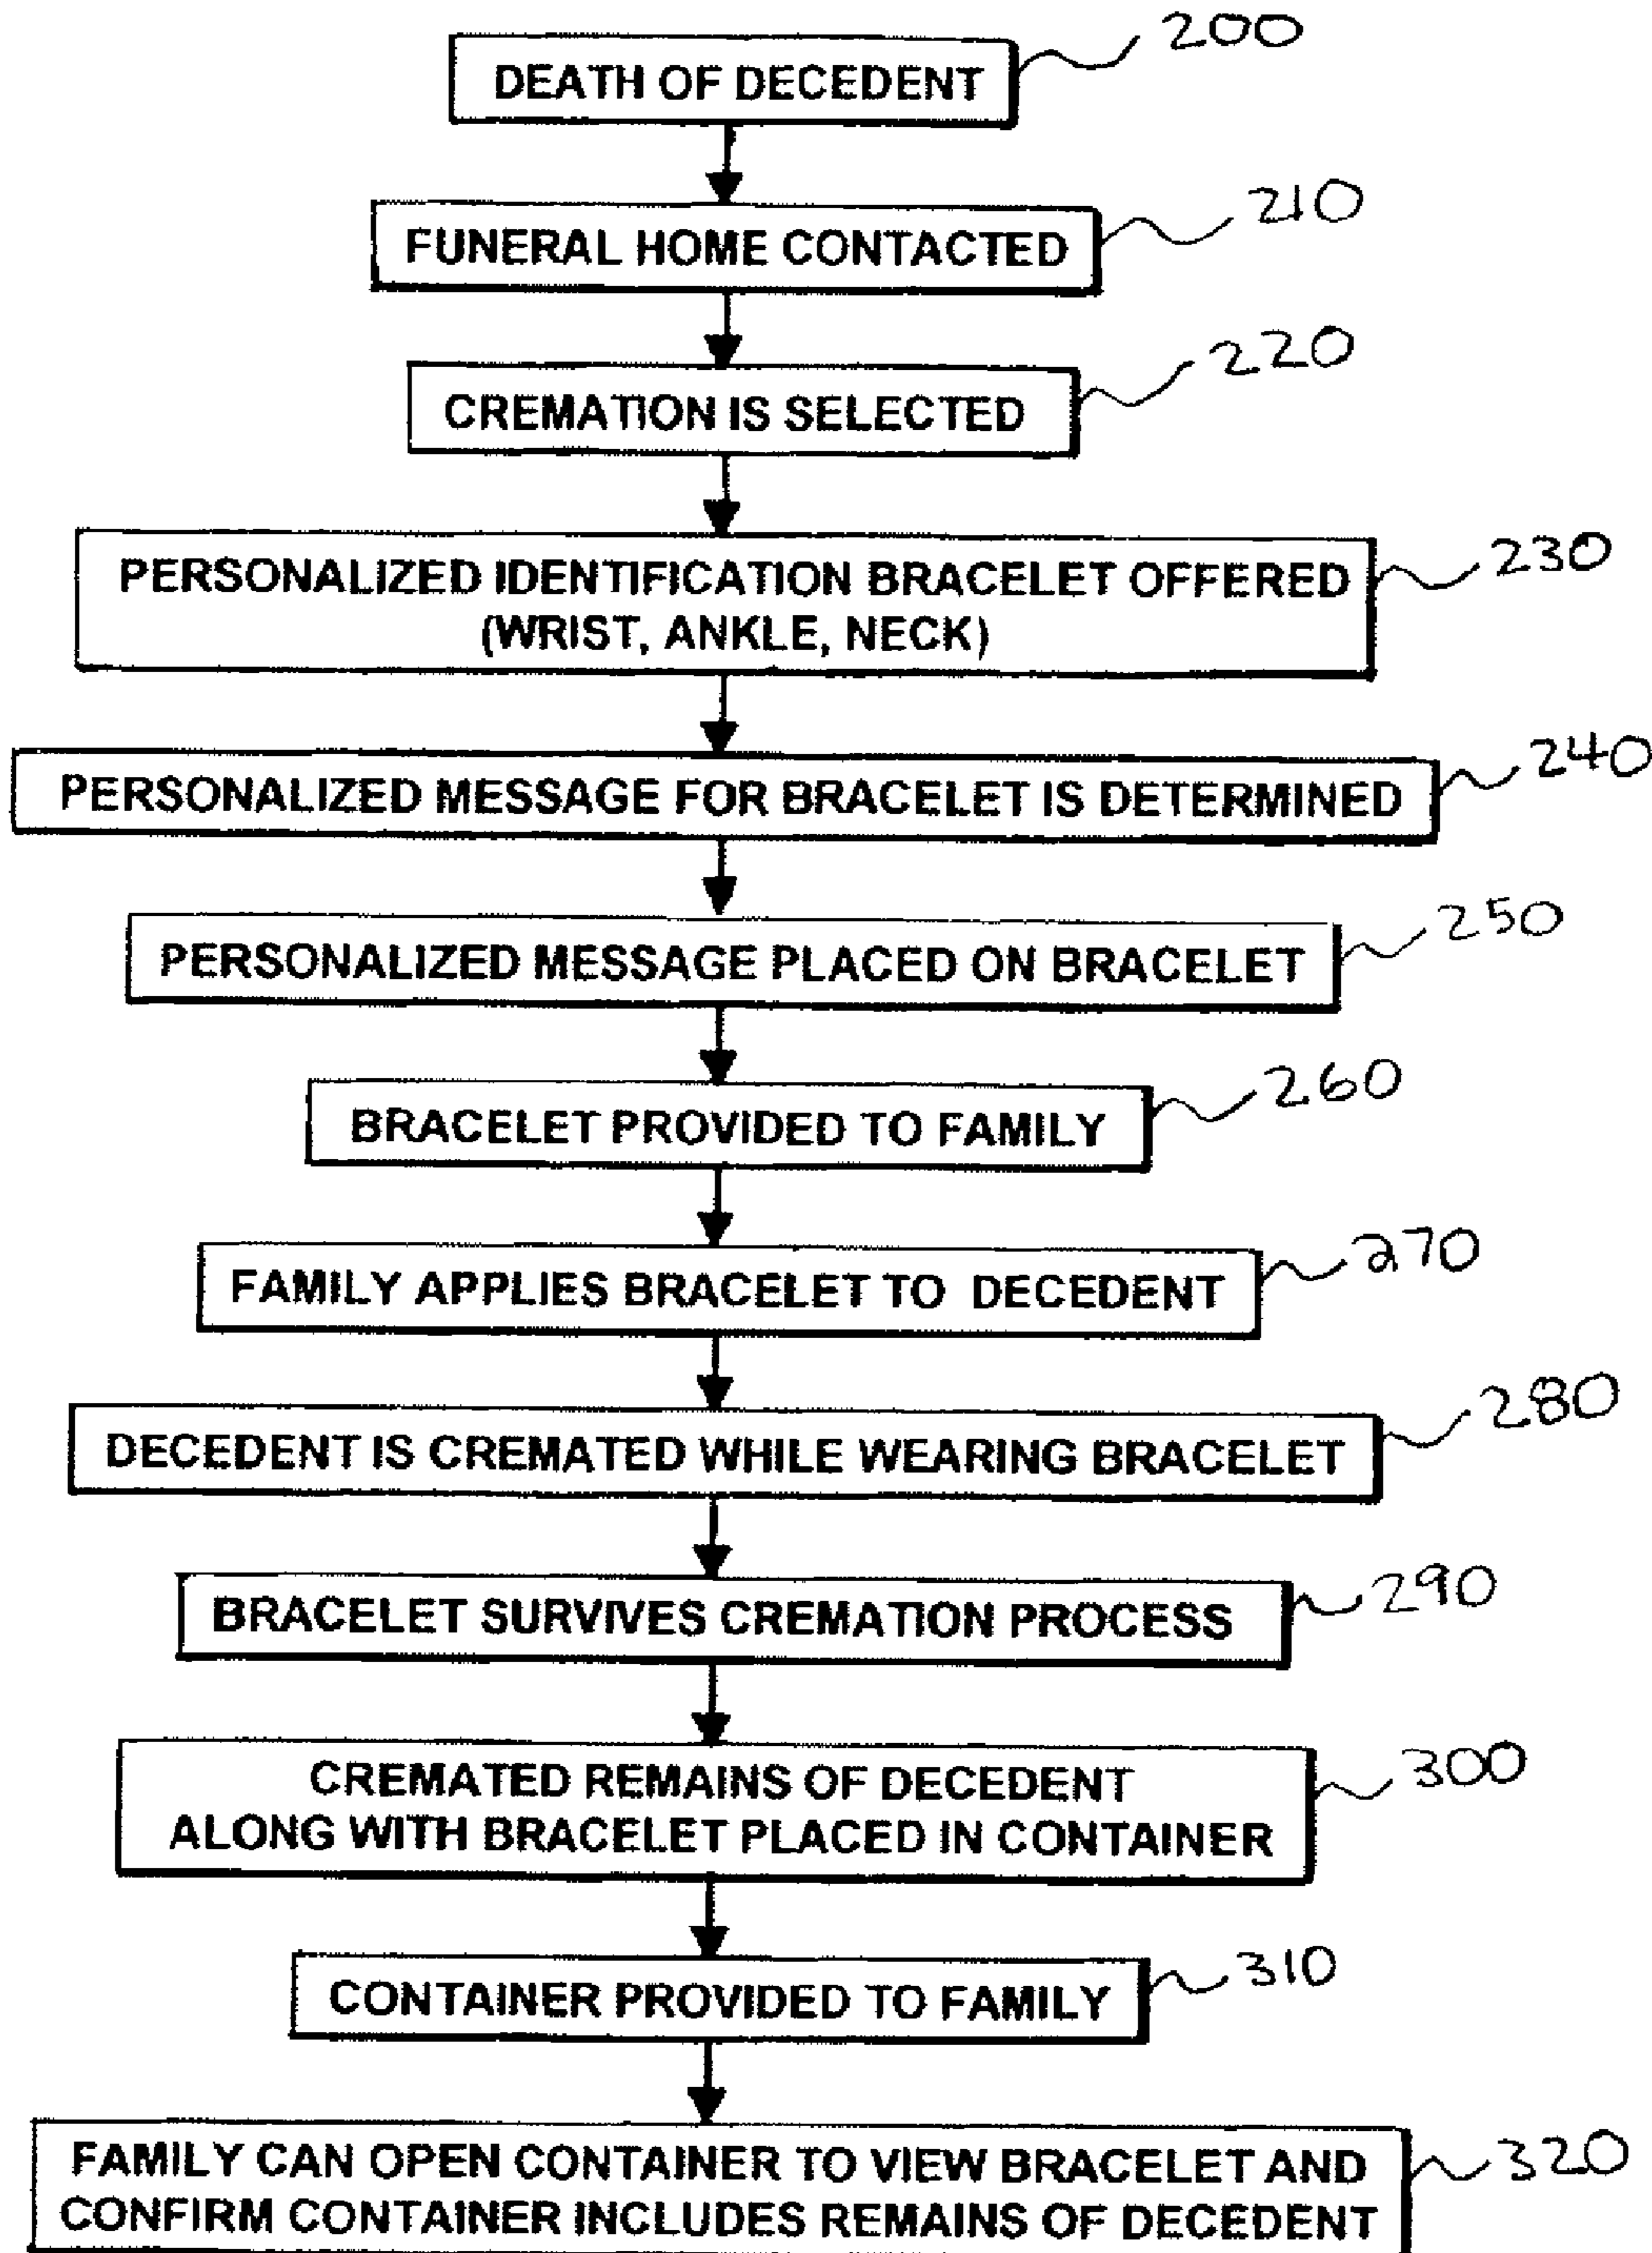 200
DEATH OF DECEDENT
210
FUNERAL HOME CONTACTED
220
CREMATION IS SELECTED
230
PERSONALIZED IDENTIFICATION BRACELET OFFERED
(WRIST, ANKLE, NECK)
240
PERSONALIZED MESSAGE FOR BRACELET IS DETERMINED
250
PERSONALIZED MESSAGE PLACED ON BRACELET
260
BRACELET PROVIDED TO FAMILY
270
FAMILY APPLIES BRACELET TO DECEDENT
280
DECEDENT IS CREMATED WHILE WEARING BRACELET
290
BRACELET SURVIVES CREMATION PROCESS
300
CREMATED REMAINS OF DECEDENT
ALONG WITH BRACELET PLACED IN CONTAINER
310
CONTAINER PROVIDED TO FAMILY
320
FAMILY CAN OPEN CONTAINER TO VIEW BRACELET AND
CONFIRM CONTAINER INCLUDES REMAINS OF DECEDENT